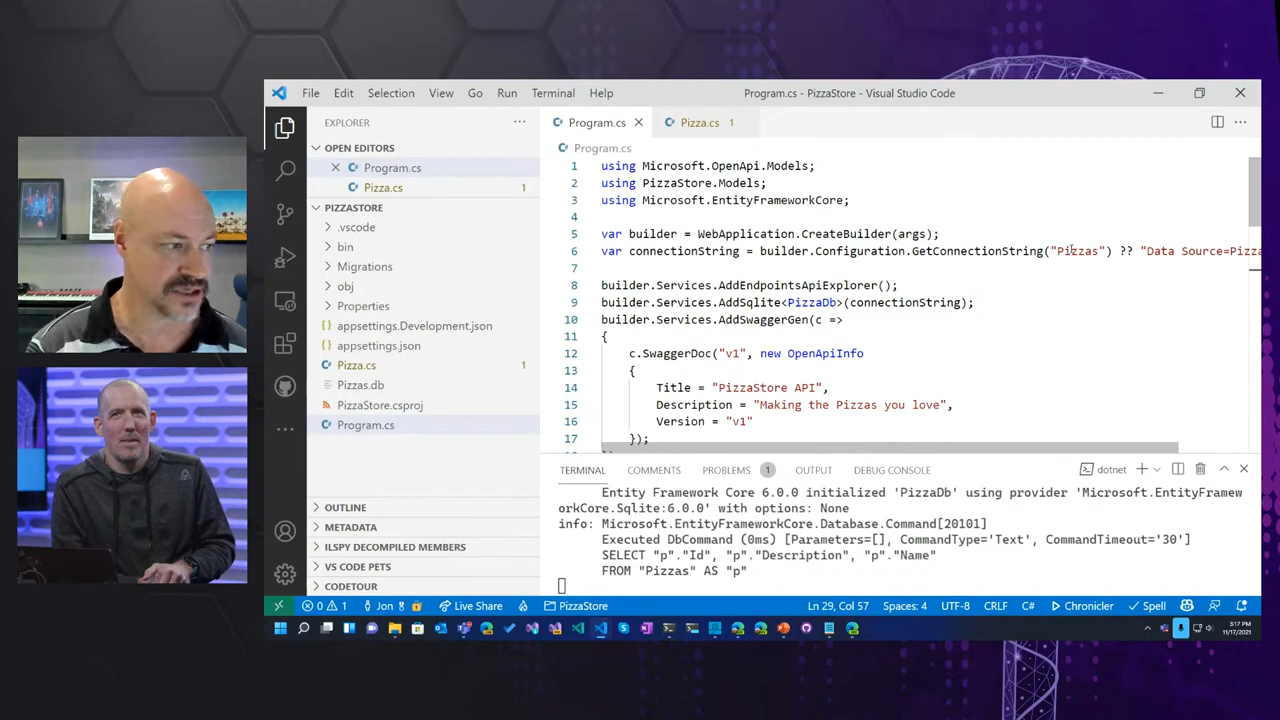 File Edit Selection View Go Run Terminal Help
Program.cs - PizzaStore - Visual Studio Code
EXPLORER
OPEN EDITORS
Program.cs
Pizza.cs 1
PIZZASTORE
.vscode
bin
Migrations
obj
Properties
appsettings.Development.json
appsettings.json
Pizza.cs 1
Pizzas.db
PizzaStore.csproj
Program.cs
OUTLINE
METADATA
ILSPY DECOMPILED MEMBERS
VS CODE PETS
CODETOUR
Program.cs Pizza.cs 1
Program.cs
1 using Microsoft.OpenApi.Models;
2 using PizzaStore.Models;
3 using Microsoft.EntityFrameworkCore;
4
5 var builder = WebApplication.CreateBuilder(args);
6 var connectionString = builder.Configuration.GetConnectionString("Pizzas") ?? "Data Source=Pizza
7
8 builder.Services.AddEndpointsApiExplorer();
9 builder.Services.AddSqlite<PizzaDb>(connectionString);
10 builder.Services.AddSwaggerGen(c =>
11 {
12 c.SwaggerDoc("v1", new OpenApiInfo
13 {
14 Title = "PizzaStore API",
15 Description = "Making the Pizzas you love",
16 Version = "v1"
17 });
TERMINAL COMMENTS PROBLEMS 1 OUTPUT DEBUG CONSOLE dotnet
Entity Framework Core 6.0.0 initialized 'PizzaDb' using provider 'Microsoft.EntityFramew
orkCore.Sqlite:6.0.0' with options: None
info: Microsoft.EntityFrameworkCore.Database.Command[20101]
Executed DbCommand (0ms) [Parameters=[], CommandType='Text', CommandTimeout='30']
SELECT "p"."Id", "p"."Description", "p"."Name"
FROM "Pizzas" AS "p"
0 1 Jon Live Share PizzaStore Ln 29, Col 57 Spaces: 4 UTF-8 CRLF C# Chronicler Spell
3:17 PM
11/17/2021